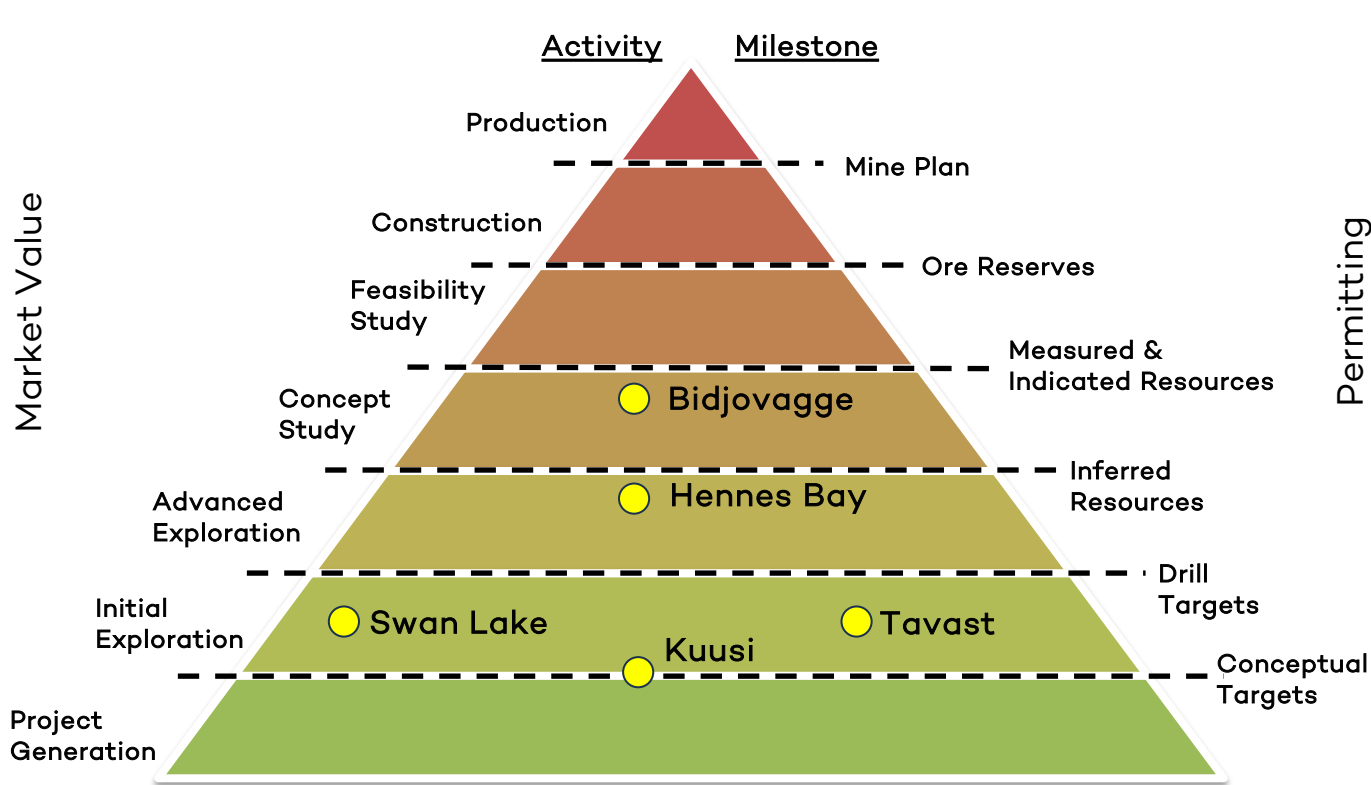 Activity Milestone
Production
Mine Plan
Construction
Ore Reserves
Feasibility
Study
Measured &
Indicated Resources
Concept
Study
Bidjovagge
Inferred
Resources
Advanced
Exploration
Hennes Bay
Drill
Targets
Initial
Exploration
Swan Lake
Tavast
Kuusi
Conceptual
Targets
Project
Generation
Market Value
Permitting